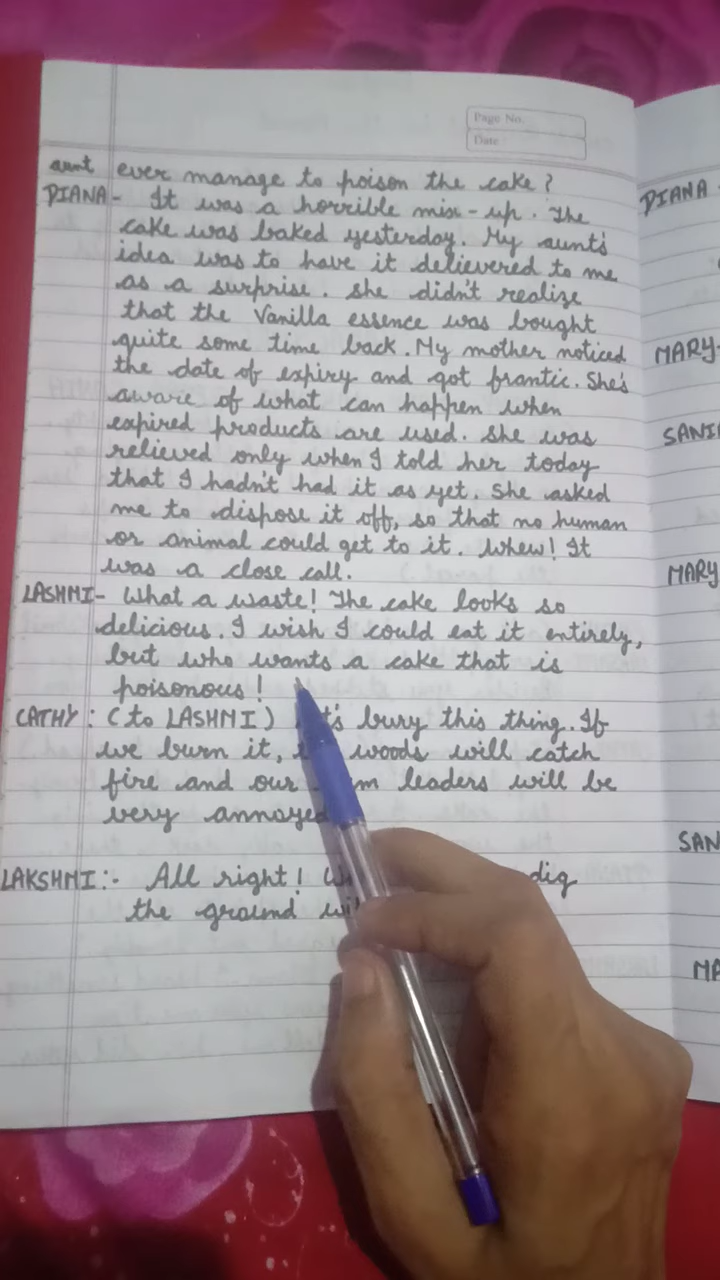 Page No.
Date
aunt ever manage to poison the cake?
DIANA- It was a horrible mix-up. The
cake was baked yesterday. My aunt's
idea was to have it delievered to me
as a surprise. She didn't realize
that the Vanilla essence was bought
quite some time back. My mother noticed
the date of expiry and got frantic. She's
aware of what can happen when
expired products are used. She was
relieved only when I told her today
that I hadn't had it as yet. She asked
me to dispose it off, so that no human
or animal could get to it. Whew! It
was a close call.
LASHMI- What a waste! The cake looks so
delicious. I wish I could eat it entirely,
but who wants a cake that is
poisonous!
CATHY: (to LASHMI) bury this thing. If
we burn it, woods will catch
fire and our leaders will be
very annoyed
LAKSHMI:- All right! dig
the ground
DIANA
MARY-
SANI
MARY
SAN
MA